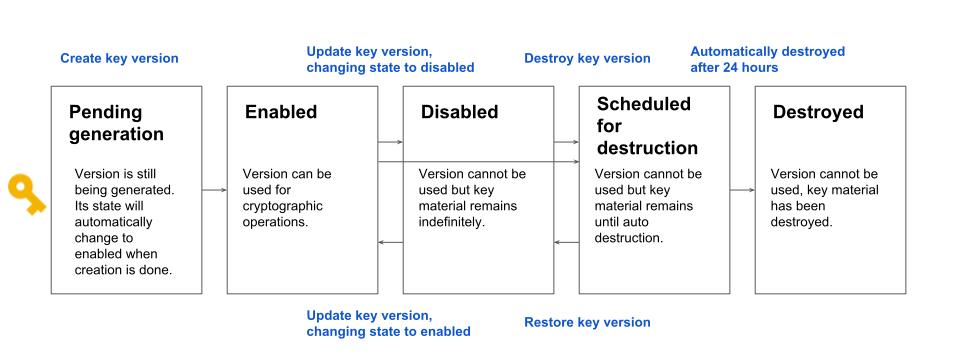 Create key version
Update key version,
changing state to disabled
Destroy key version
Automatically destroyed
after 24 hours
Pending
generation
Version is still
being generated.
Its state will
automatically
change to
enabled when
creation is done.
Enabled
Version can be
used for
cryptographic
operations.
Disabled
Version cannot be
used but key
material remains
indefinitely.
Scheduled
for
destruction
Version cannot be
used but key
material remains
until auto
destruction.
Destroyed
Version cannot be
used, key material
has been
destroyed.
Update key version,
changing state to enabled
Restore key version